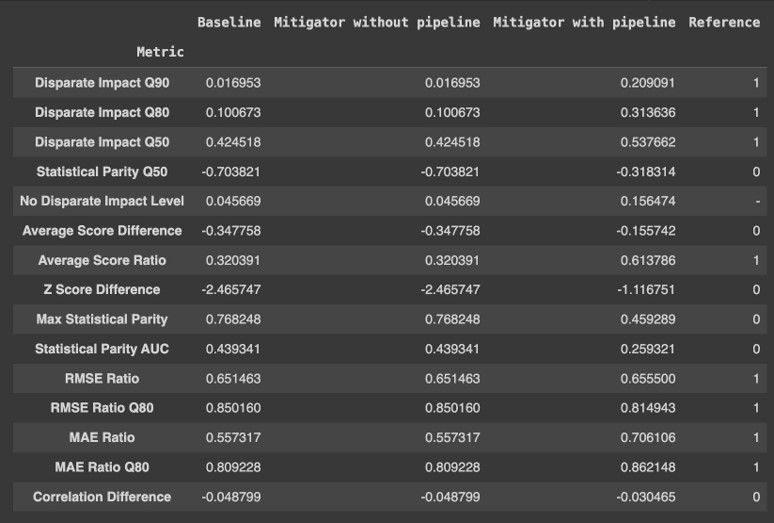 Baseline Mitigator without pipeline Mitigator with pipeline Reference
Metric
Disparate Impact Q90 0.016953 0.016953 0.209091 1
Disparate Impact Q80 0.100673 0.100673 0.313636 1
Disparate Impact Q50 0.424518 0.424518 0.537662 1
Statistical Parity Q50 -0.703821 -0.703821 -0.318314 0
No Disparate Impact Level 0.045669 0.045669 0.156474 -
Average Score Difference -0.347758 -0.347758 -0.155742 0
Average Score Ratio 0.320391 0.320391 0.613786 1
Z Score Difference -2.465747 -2.465747 -1.116751 0
Max Statistical Parity 0.768248 0.768248 0.459289 0
Statistical Parity AUC 0.439341 0.439341 0.259321 0
RMSE Ratio 0.651463 0.651463 0.655500 1
RMSE Ratio Q80 0.850160 0.850160 0.814943 1
MAE Ratio 0.557317 0.557317 0.706106 1
MAE Ratio Q80 0.809228 0.809228 0.862148 1
Correlation Difference -0.048799 -0.048799 -0.030465 0